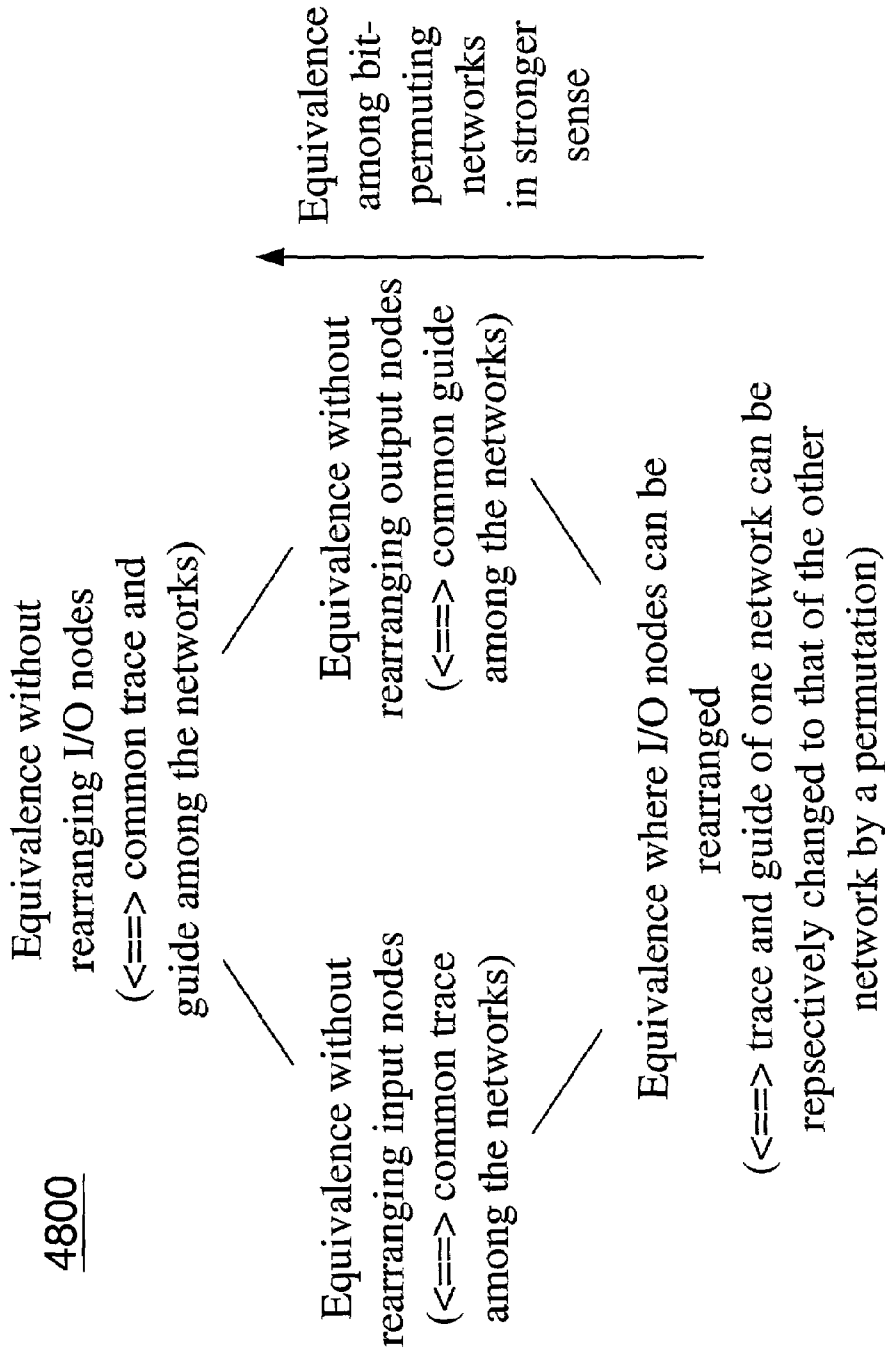 4800
Equivalence without
rearranging I/O nodes
(<==> common trace and
guide among the networks)
Equivalence without
rearranging input nodes
(<==> common trace
among the networks)
Equivalence without
rearranging output nodes
(<==> common guide
among the networks)
Equivalence where I/O nodes can be
rearranged
(<==> trace and guide of one network can be
repsectively changed to that of the other
network by a permutation)
Equivalence
among bit-
permuting
networks
in stronger
sense